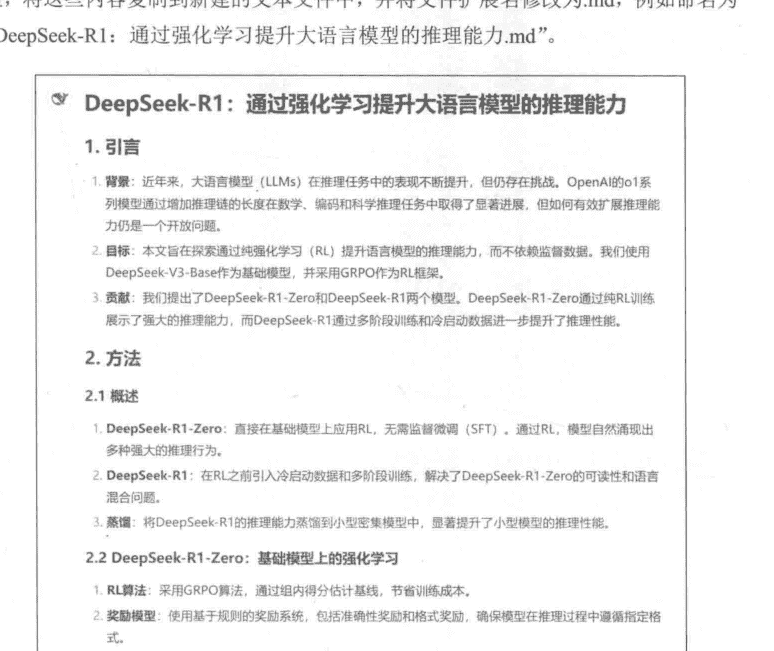 将这些内容复制到新建的文本文件中，并将文件扩展名修改为.md，例如命名为
DeepSeek-R1：通过强化学习提升大语言模型的推理能力.md”。
DeepSeek-R1：通过强化学习提升大语言模型的推理能力
1. 引言
1. 背景：近年来，大语言模型（LLMs）在推理任务中的表现不断提升，但仍存在挑战。OpenAI的o1系
列模型通过增加推理链的长度在数学、编码和科学推理任务中取得了显著进展，但如何有效扩展推理能
力仍是一个开放问题。
2. 目标：本文旨在探索通过纯强化学习（RL）提升语言模型的推理能力，而不依赖监督数据。我们使用
DeepSeek-V3-Base作为基础模型，并采用GRPO作为RL框架。
3. 贡献：我们提出了DeepSeek-R1-Zero和DeepSeek-R1两个模型。DeepSeek-R1-Zero通过纯RL训练
展示了强大的推理能力，而DeepSeek-R1通过多阶段训练和冷启动数据进一步提升了推理性能。
2. 方法
2.1 概述
1. DeepSeek-R1-Zero：直接在基础模型上应用RL，无需监督微调（SFT）。通过RL，模型自然涌现出
多种强大的推理行为。
2. DeepSeek-R1：在RL之前引入冷启动数据和多阶段训练，解决了DeepSeek-R1-Zero的可读性和语言
混合问题。
3. 蒸馏：将DeepSeek-R1的推理能力蒸馏到小型密集模型中，显著提升了小型模型的推理性能。
2.2 DeepSeek-R1-Zero：基础模型上的强化学习
1. RL算法：采用GRPO算法，通过组内得分估计基线，节省训练成本。
2. 奖励模型：使用基于规则的奖励系统，包括准确性奖励和格式奖励，确保模型在推理过程中遵循指定格
式。